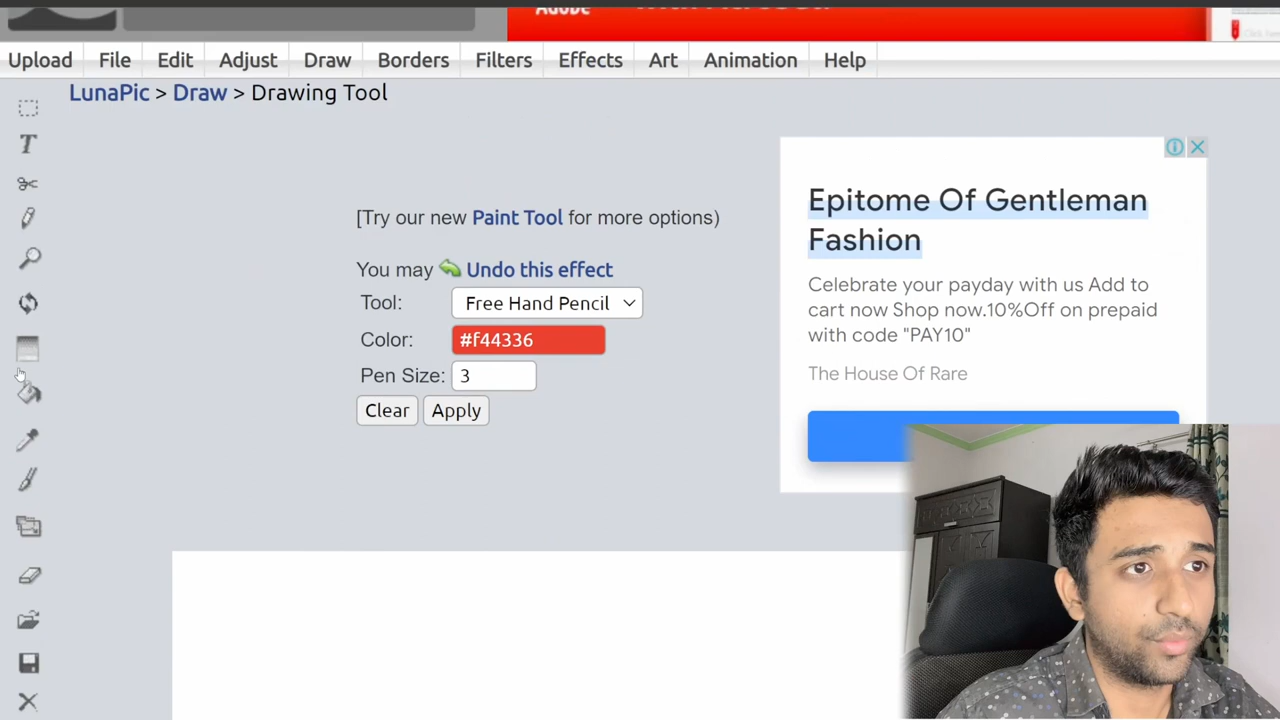 Upload File Edit Adjust Draw Borders Filters Effects Art Animation Help
LunaPic > Draw > Drawing Tool
[Try our new Paint Tool for more options)
You may Undo this effect
Tool: Free Hand Pencil
Color: #f44336
Pen Size: 3
Clear Apply
Epitome Of Gentleman
Fashion
Celebrate your payday with us Add to
cart now Shop now.10%Off on prepaid
with code "PAY10"
The House Of Rare